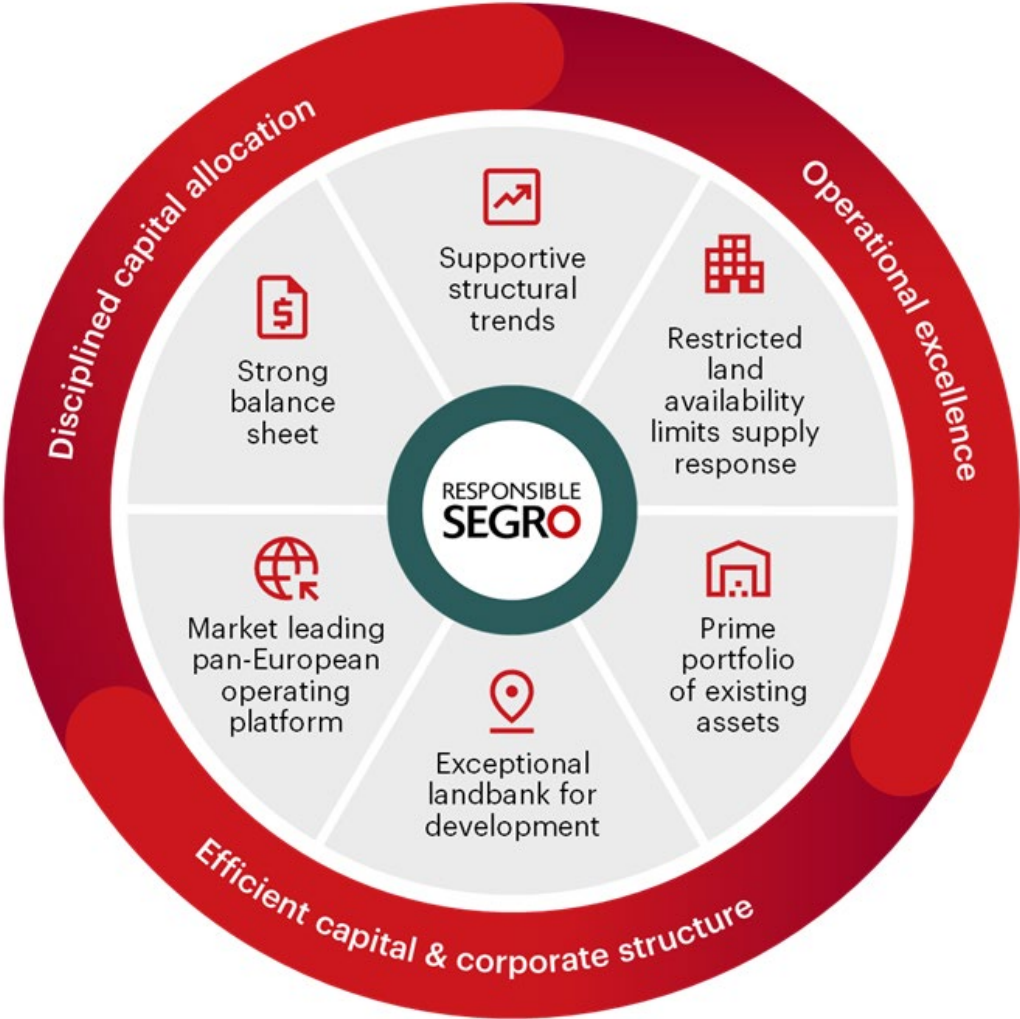 Disciplined capital allocation
Operational excellence
Efficient capital & corporate structure
Supportive
structural
trends
Restricted
land
availability
limits supply
response
Prime
portfolio
of existing
assets
Exceptional
landbank for
development
Market leading
pan-European
operating
platform
Strong
balance
sheet
RESPONSIBLE
SEGRO